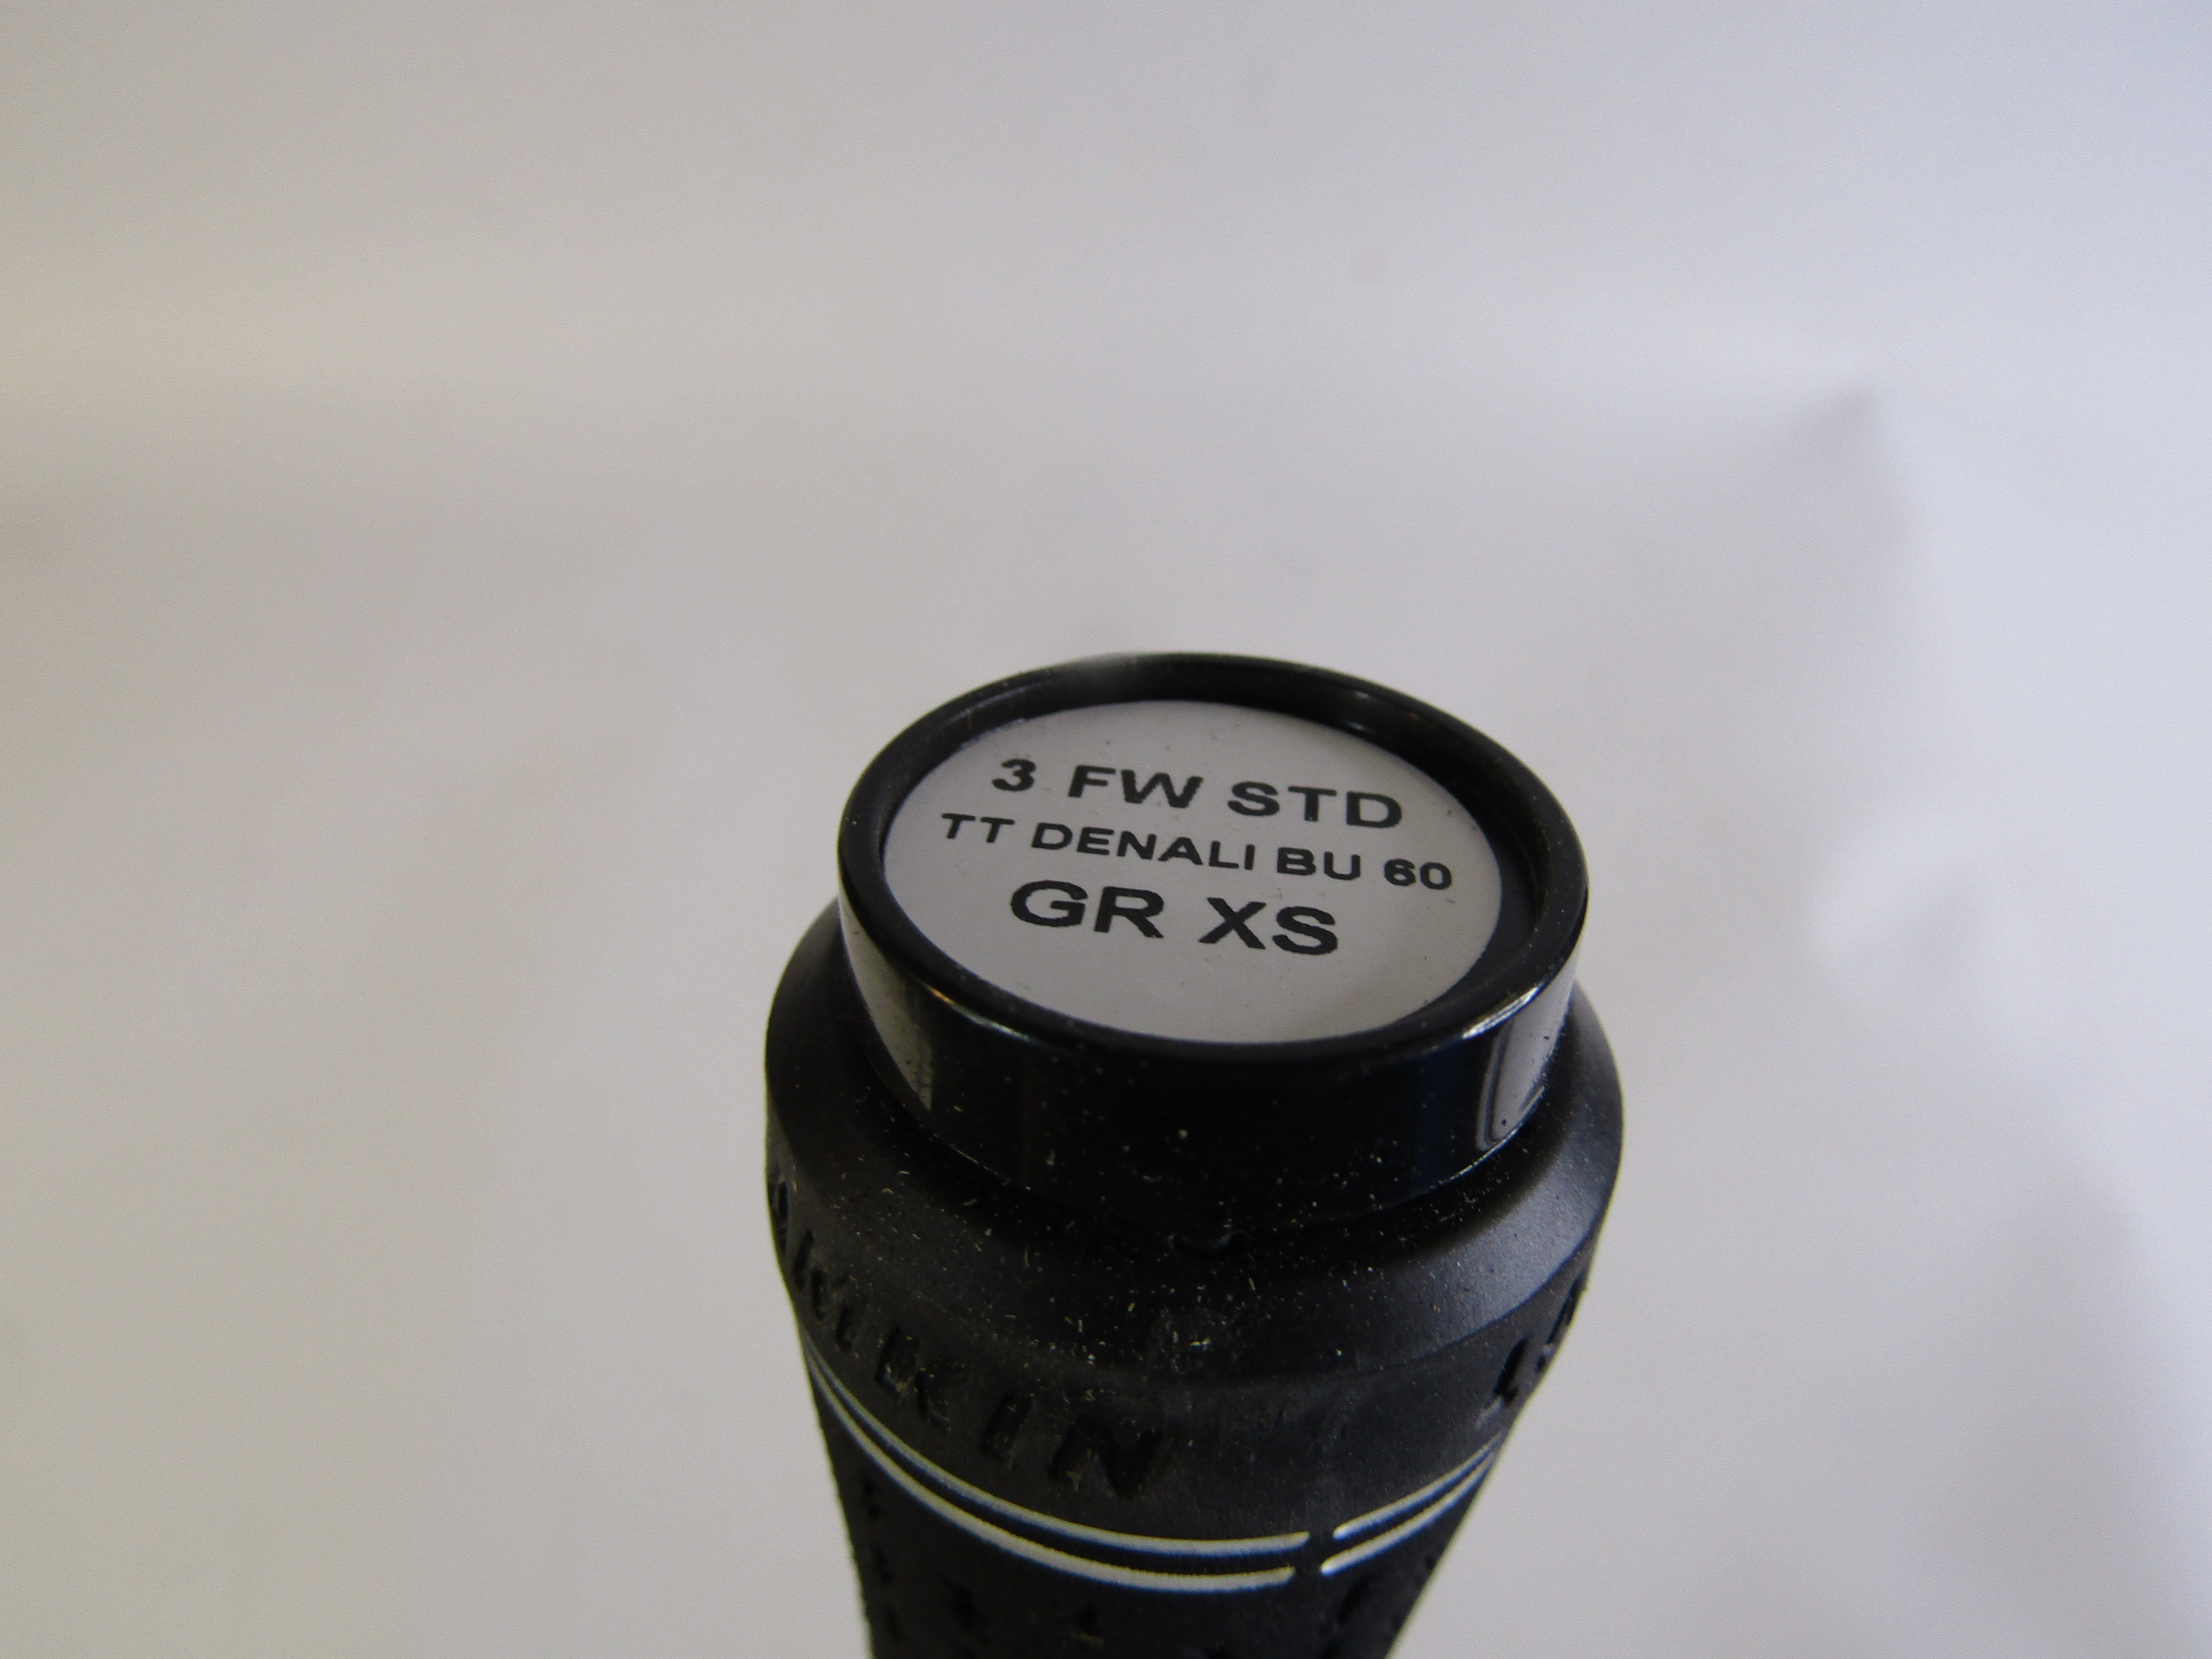 3 FW STD
TT DENALI BU 60
GR XS